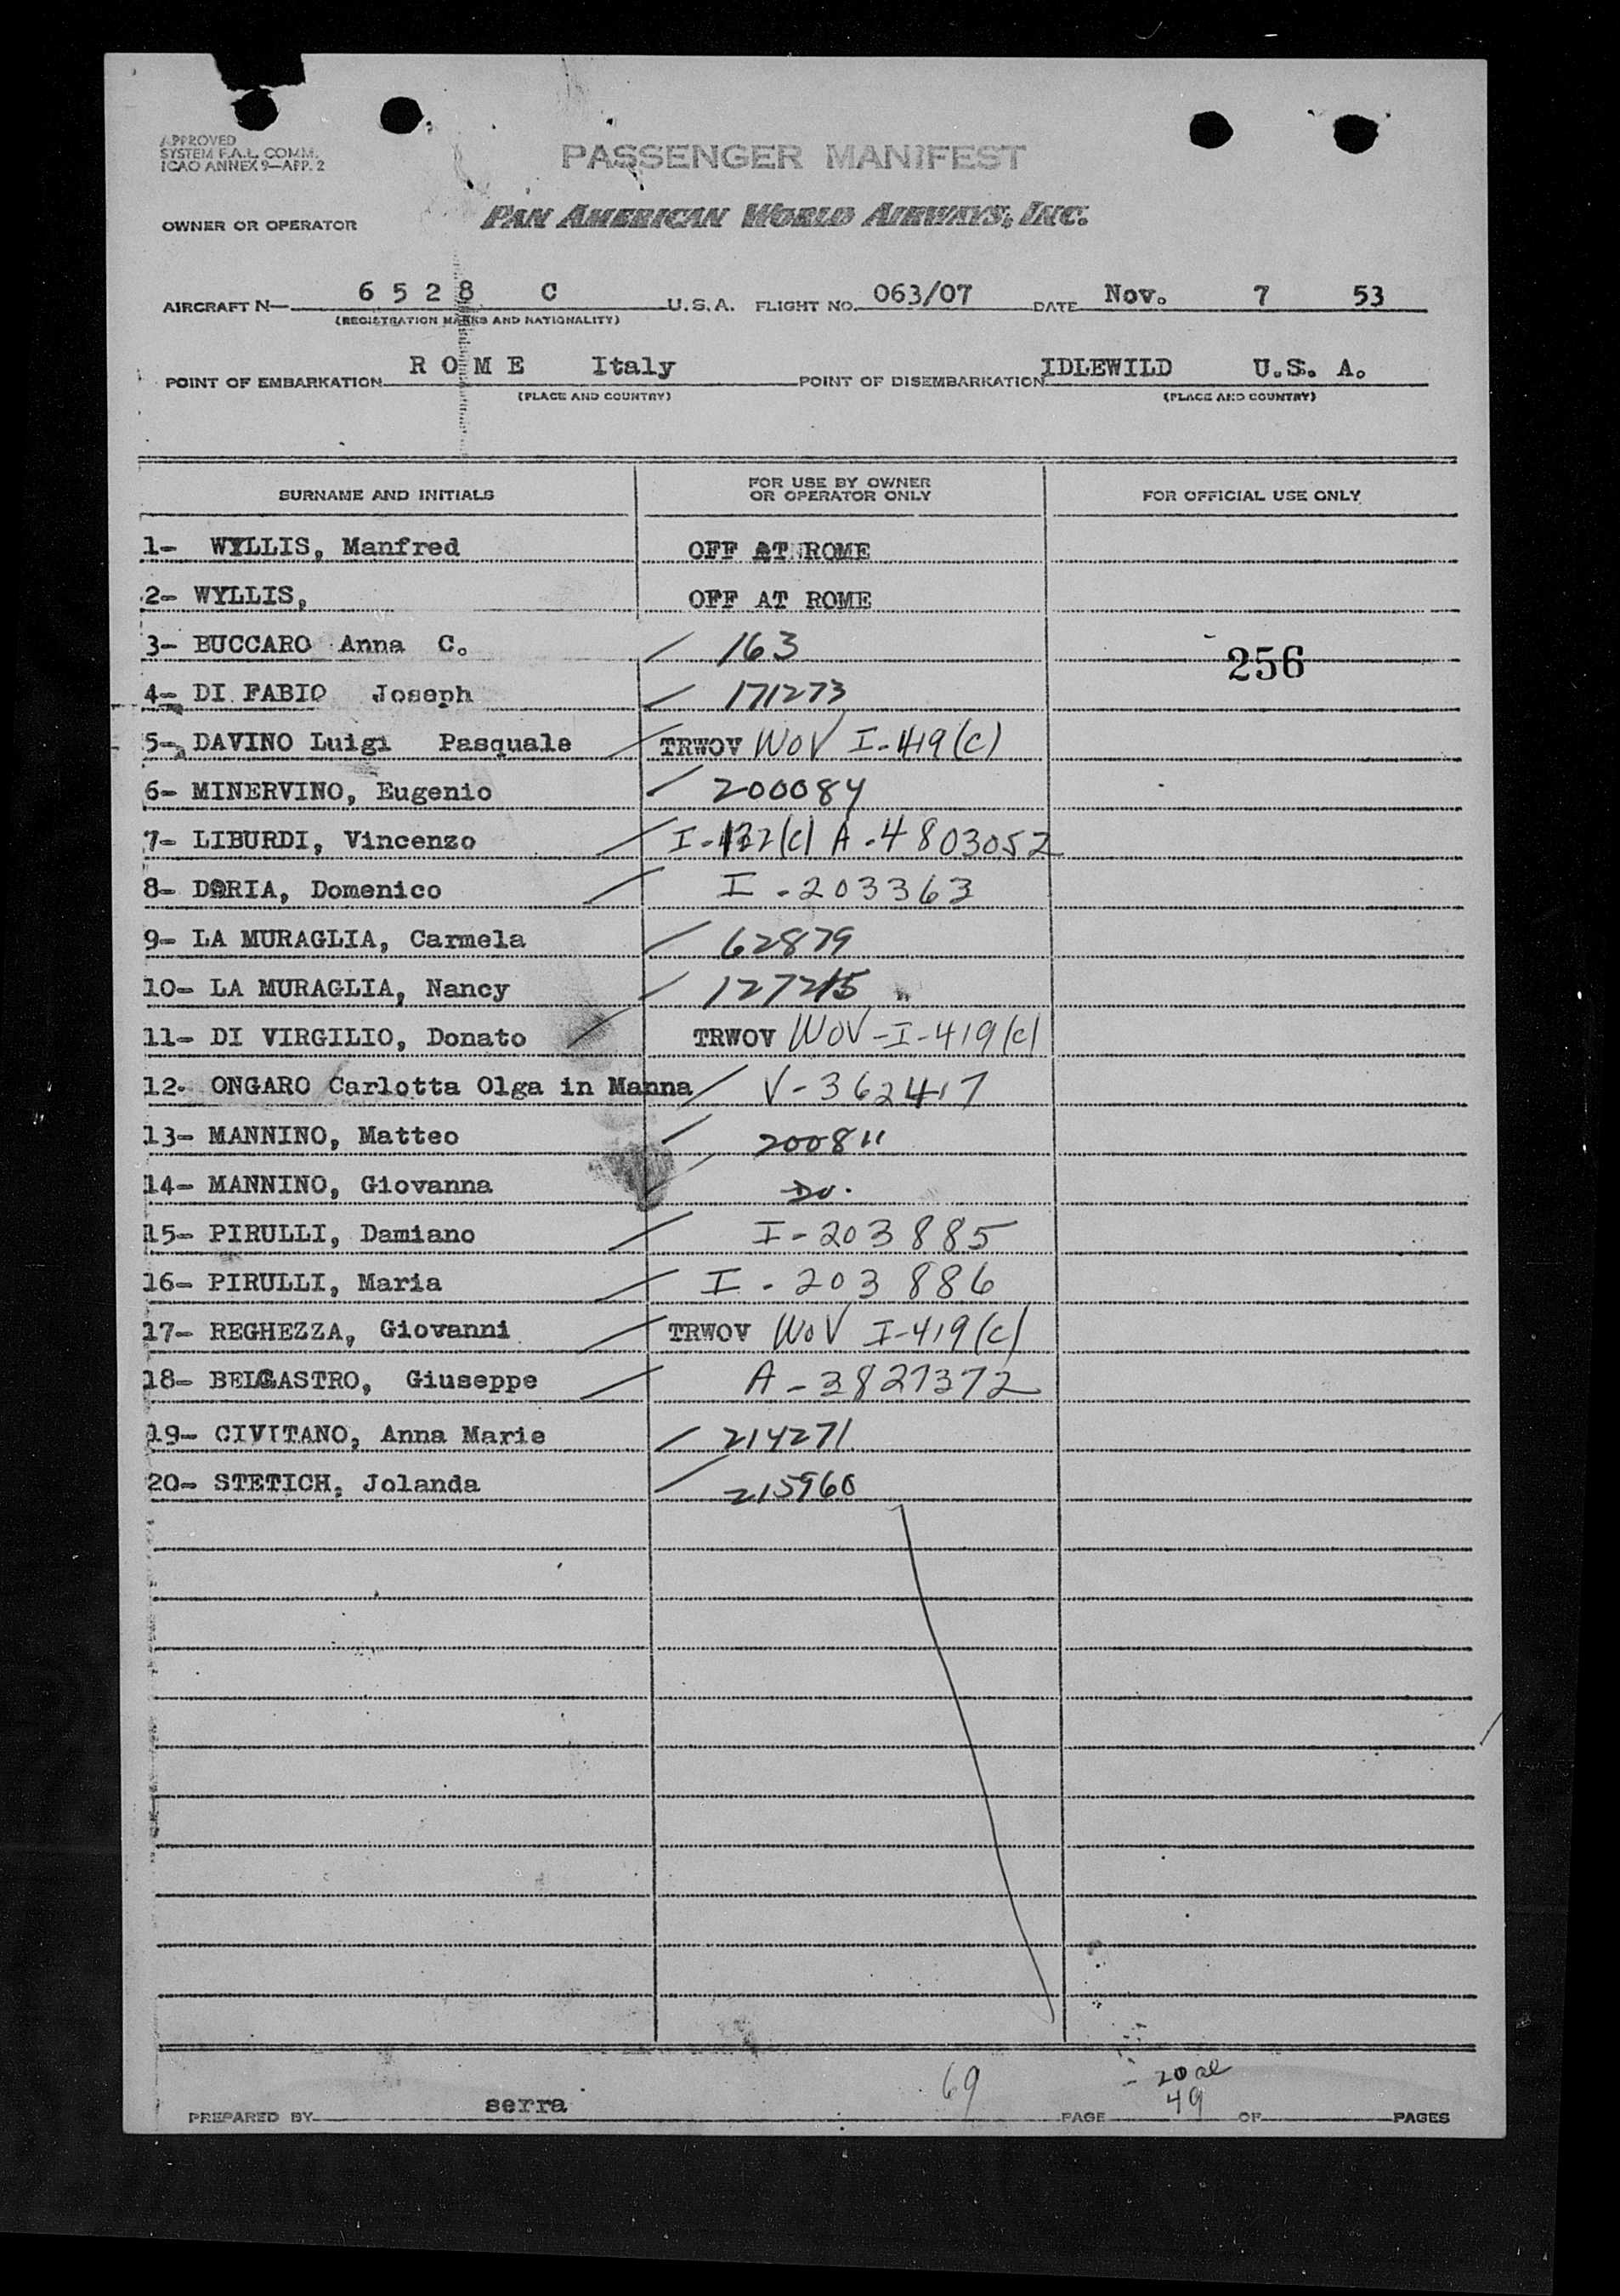 APPROVED
SYSTEM F.A.L. COMM.
ICAO ANNEX 9—APP. 2
PASSENGER MANIFEST
OWNER OR OPERATOR PAN AMERICAN WORLD AIRWAYS, INC.
AIRCRAFT N— 6 5 2 8 C U.S.A. FLIGHT NO. 063/07 DATE Nov. 7 53
(REGISTRATION MARKS AND NATIONALITY)
POINT OF EMBARKATION R O M E Italy POINT OF DISEMBARKATION IDLEWILD U.S. A.
(PLACE AND COUNTRY) (PLACE AND COUNTRY)
SURNAME AND INITIALS FOR USE BY OWNER OR OPERATOR ONLY FOR OFFICIAL USE ONLY
1- WYLLIS, Manfred OFF AT ROME
2- WYLLIS, OFF AT ROME
3- BUCCARO Anna C. / 163
256
4- DI FABIO Joseph / 171273
5- DAVINO Luigi Pasquale / TRWOV WOV I-419(c)
6- MINERVINO, Eugenio / 200084
7- LIBURDI, Vincenzo / I-122(c) A-4803052
8- DORIA, Domenico / I-203363
9- LA MURAGLIA, Carmela / 62879
10- LA MURAGLIA, Nancy / 127215
11- DI VIRGILIO, Donato / TRWOV WOV-I-419(c)
12- ONGARO Carlotta Olga in Manna / V-362417
13- MANNINO, Matteo / 200811
14- MANNINO, Giovanna / Do.
15- PIRULLI, Damiano / I-203885
16- PIRULLI, Maria / I-203886
17- REGHEZZA, Giovanni / TRWOV WOV I-419(c)
18- BELCASTRO, Giuseppe / A-3827372
19- CIVITANO, Anna Marie / 214271
20- STETICH, Jolanda / 215960
69 - 20
PREPARED BY serra PAGE 49 OF PAGES